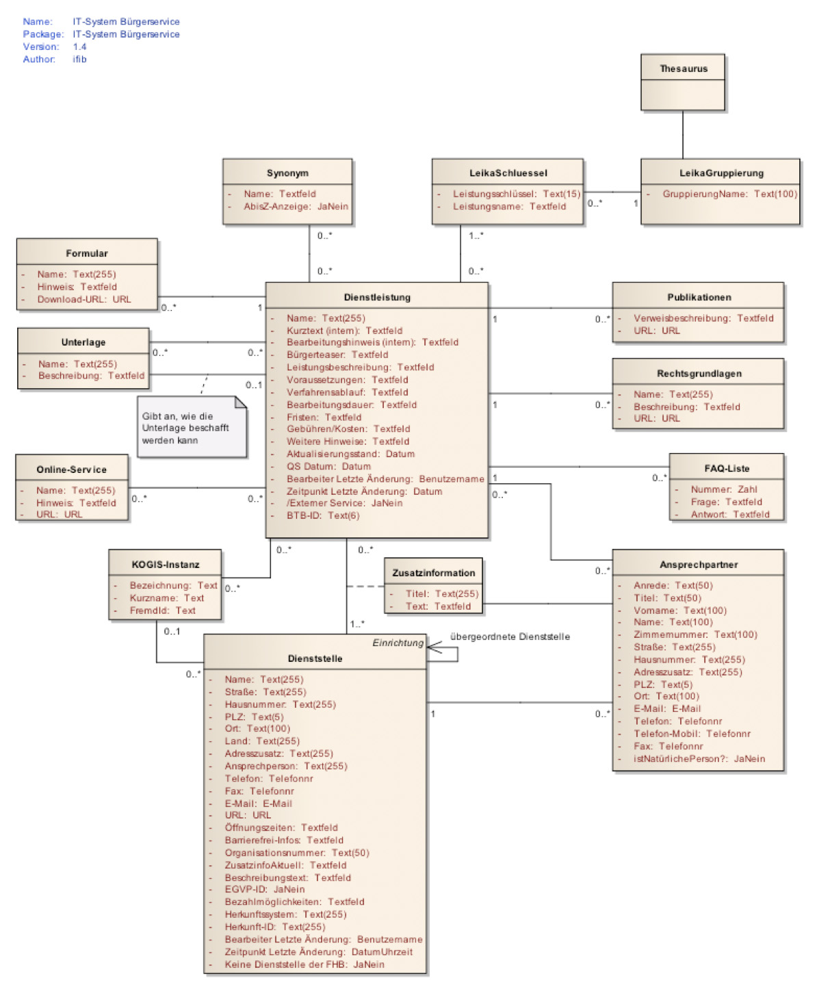 Name: IT-System Bürgerservice
Package: IT-System Bürgerservice
Version: 1.4
Author: ifib
Thesaurus
Synonym
- Name: Textfeld
- AbisZ-Anzeige: JaNein
LeikaSchluessel
- Leistungsschlüssel: Text(15)
- Leistungsname: Textfeld
LeikaGruppierung
- GruppierungName: Text(100)
0..*
1
0..*
0..*
1..*
0..*
Formular
- Name: Text(255)
- Hinweis: Textfeld
- Download-URL: URL
0..*
1
Unterlage
- Name: Text(255)
- Beschreibung: Textfeld
0..*
0..*
0..1
Gibt an, wie die
Unterlage beschafft
werden kann
Online-Service
- Name: Text(255)
- Hinweis: Textfeld
- URL: URL
0..*
0..*
Dienstleistung
- Name: Text(255)
- Kurztext (intern): Textfeld
- Bearbeitungshinweis (intern): Textfeld
- Bürgerteaser: Textfeld
- Leistungsbeschreibung: Textfeld
- Voraussetzungen: Textfeld
- Verfahrensablauf: Textfeld
- Bearbeitungsdauer: Textfeld
- Fristen: Textfeld
- Gebühren/Kosten: Textfeld
- Weitere Hinweise: Textfeld
- Aktualisierungsstand: Datum
- QS Datum: Datum
- Bearbeiter Letzte Änderung: Benutzername
- Zeitpunkt Letzte Änderung: Datum
- /Externer Service: JaNein
- BTB-ID: Text(6)
Publikationen
- Verweisbeschreibung: Textfeld
- URL: URL
1
0..*
Rechtsgrundlagen
- Name: Text(255)
- Beschreibung: Textfeld
- URL: URL
1
0..*
FAQ-Liste
- Nummer: Zahl
- Frage: Textfeld
- Antwort: Textfeld
1
0..*
0..*
0..*
KOGIS-Instanz
- Bezeichnung: Text
- Kurzname: Text
- FremdId: Text
0..*
0..*
0..1
0..*
0..*
1..*
Zusatzinformation
- Titel: Text(255)
- Text: Textfeld
Ansprechpartner
- Anrede: Text(50)
- Titel: Text(50)
- Vorname: Text(100)
- Name: Text(100)
- Zimmernummer: Text(100)
- Straße: Text(255)
- Hausnummer: Text(255)
- Adresszusatz: Text(255)
- PLZ: Text(5)
- Ort: Text(100)
- E-Mail: E-Mail
- Telefon: Telefonnr
- Telefon-Mobil: Telefonnr
- Fax: Telefonnr
- istNatürlichePerson?: JaNein
übergeordnete Dienststelle
1
0..*
Einrichtung
Dienststelle
- Name: Text(255)
- Straße: Text(255)
- Hausnummer: Text(255)
- PLZ: Text(5)
- Ort: Text(100)
- Land: Text(255)
- Adresszusatz: Text(255)
- Ansprechperson: Text(255)
- Telefon: Telefonnr
- Fax: Telefonnr
- E-Mail: E-Mail
- URL: URL
- Öffnungszeiten: Textfeld
- Barrierefrei-Infos: Textfeld
- Organisationsnummer: Text(50)
- ZusatzinfoAktuell: Textfeld
- Beschreibungstext: Textfeld
- EGVP-ID: JaNein
- Bezahlmöglichkeiten: Textfeld
- Herkunftssystem: Text(255)
- Herkunft-ID: Text(255)
- Bearbeiter Letzte Änderung: Benutzername
- Zeitpunkt Letzte Änderung: DatumUhrzeit
- Keine Dienststelle der FHB: JaNein